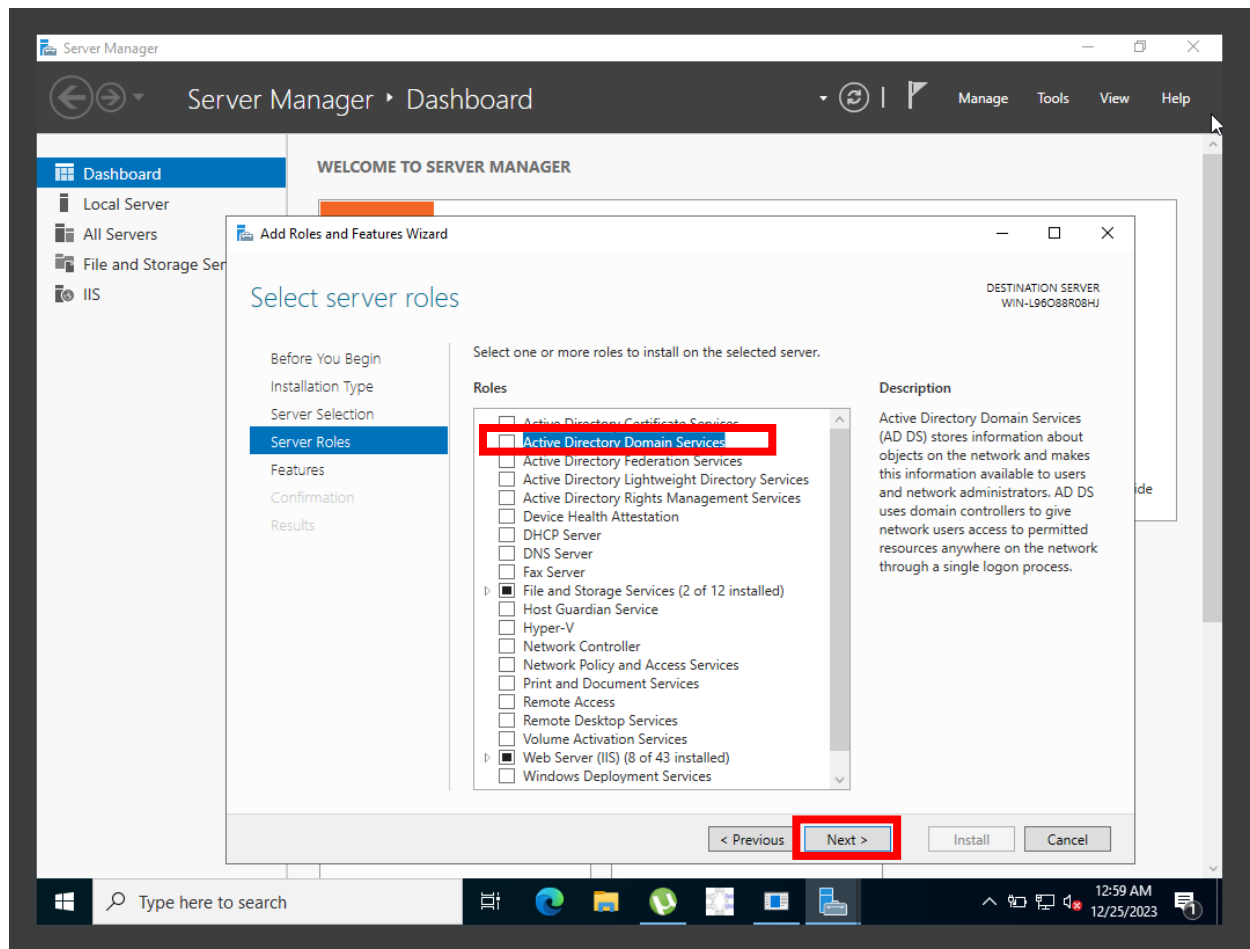 Server Manager
Server Manager
Dashboard
Manage
Tools
View
Help
Dashboard
Local Server
All Servers
File and Storage Ser
IIS
WELCOME TO SERVER MANAGER
Add Roles and Features Wizard
Select server roles
DESTINATION SERVER
WIN-L96O88R08HJ
Before You Begin
Installation Type
Server Selection
Server Roles
Features
Confirmation
Results
Select one or more roles to install on the selected server.
Roles
Active Directory Certificate Services
Active Directory Domain Services
Active Directory Federation Services
Active Directory Lightweight Directory Services
Active Directory Rights Management Services
Device Health Attestation
DHCP Server
DNS Server
Fax Server
File and Storage Services (2 of 12 installed)
Host Guardian Service
Hyper-V
Network Controller
Network Policy and Access Services
Print and Document Services
Remote Access
Remote Desktop Services
Volume Activation Services
Web Server (IIS) (8 of 43 installed)
Windows Deployment Services
Description
Active Directory Domain Services
(AD DS) stores information about
objects on the network and makes
this information available to users
and network administrators. AD DS
uses domain controllers to give
network users access to permitted
resources anywhere on the network
through a single logon process.
ide
< Previous
Next >
Install
Cancel
Type here to search
12:59 AM
12/25/2023
1